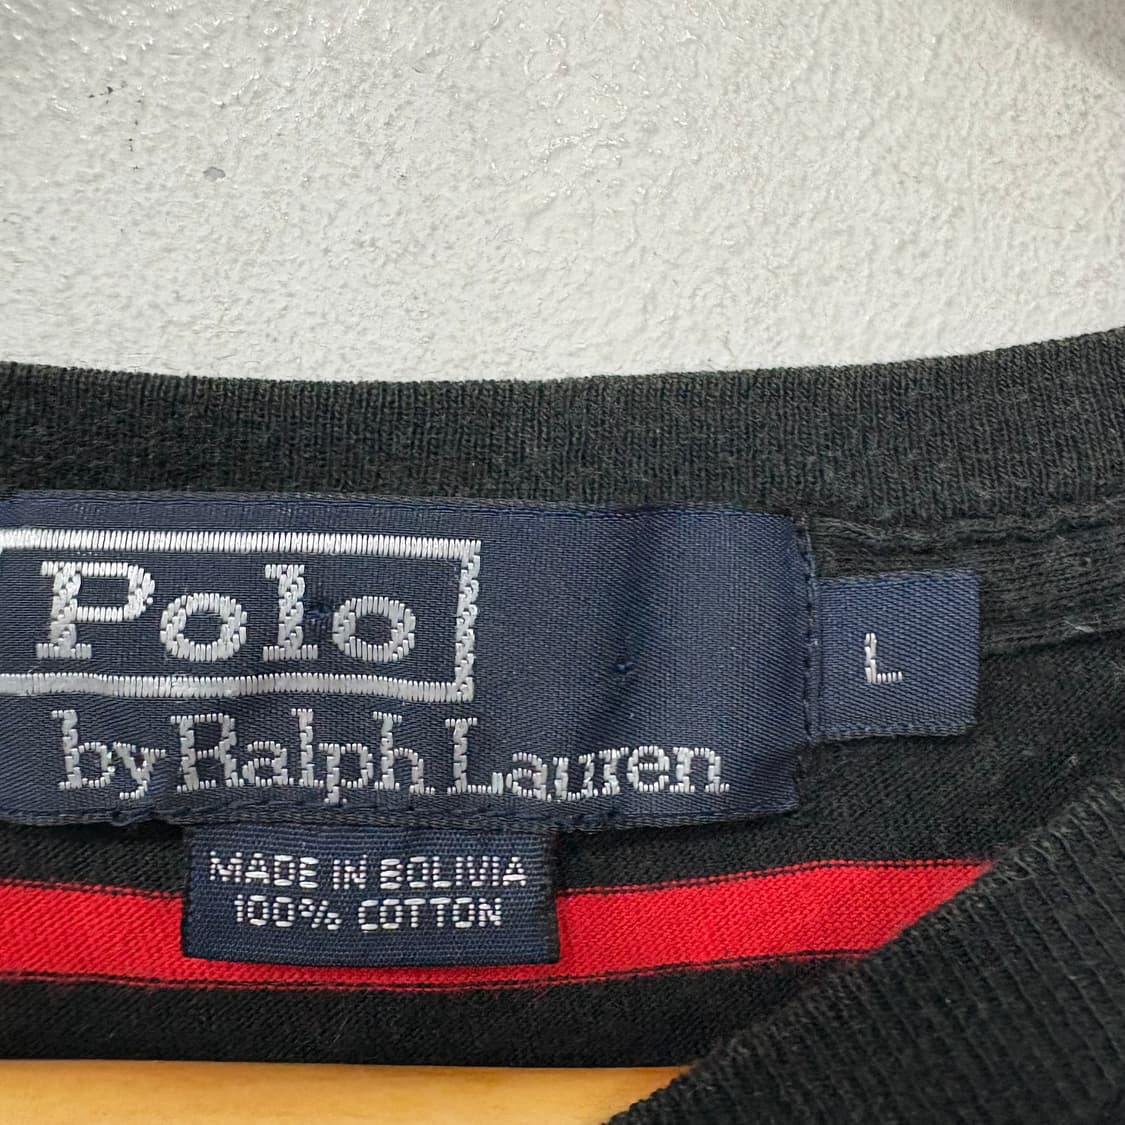 Polo
by Ralph Lauren
L
MADE IN BOLIVIA
100% COTTON